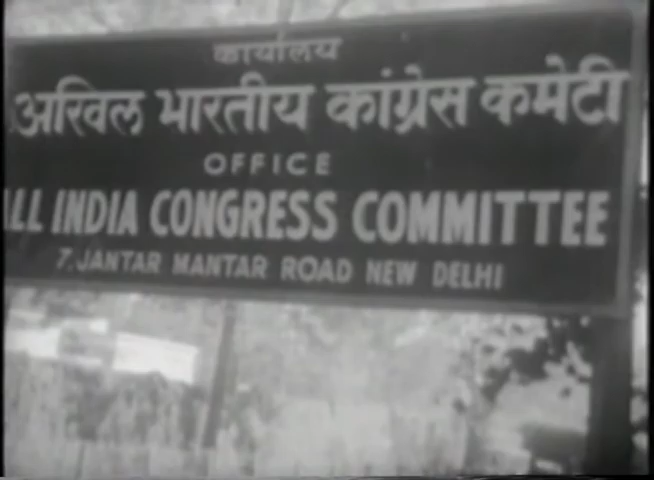 कार्यालय
अखिल भारतीय कांग्रेस कमेटी
OFFICE
ALL INDIA CONGRESS COMMITTEE
7. JANTAR MANTAR ROAD NEW DELHI